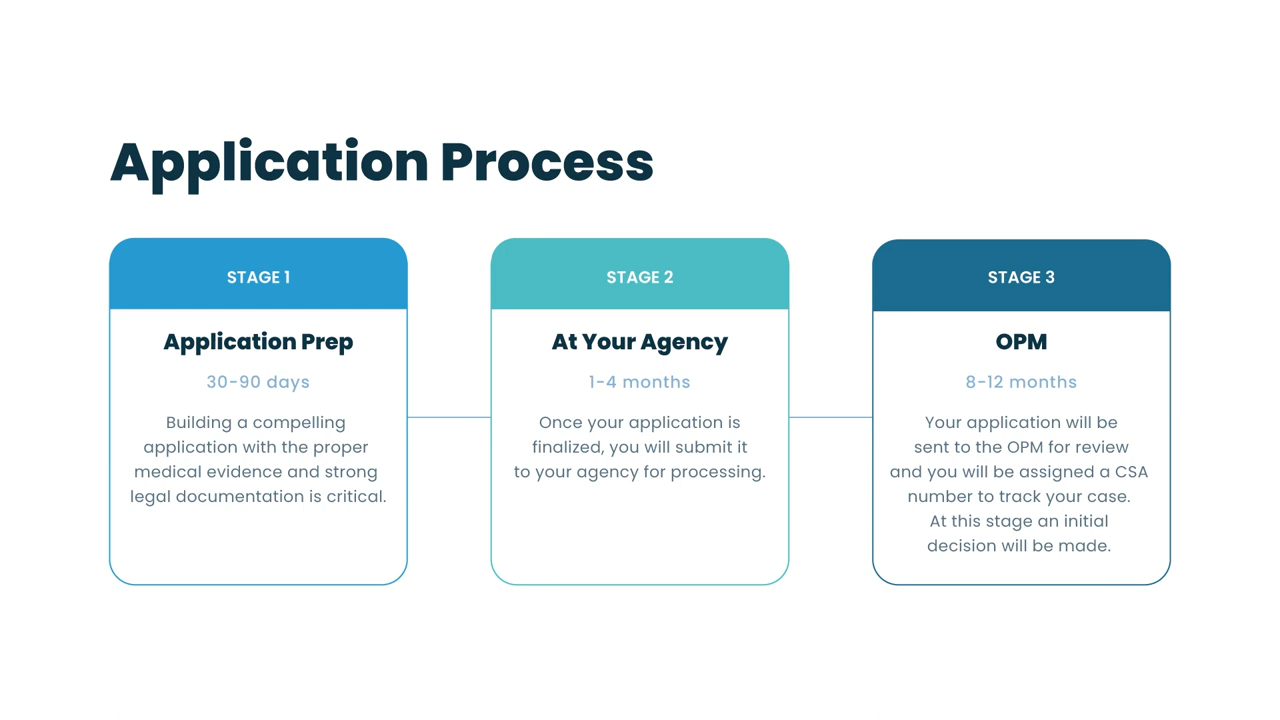 Application Process
STAGE 1
Application Prep
30-90 days
Building a compelling
application with the proper
medical evidence and strong
legal documentation is critical.
STAGE 2
At Your Agency
1-4 months
Once your application is
finalized, you will submit it
to your agency for processing.
STAGE 3
OPM
8-12 months
Your application will be
sent to the OPM for review
and you will be assigned a CSA
number to track your case.
At this stage an initial
decision will be made.